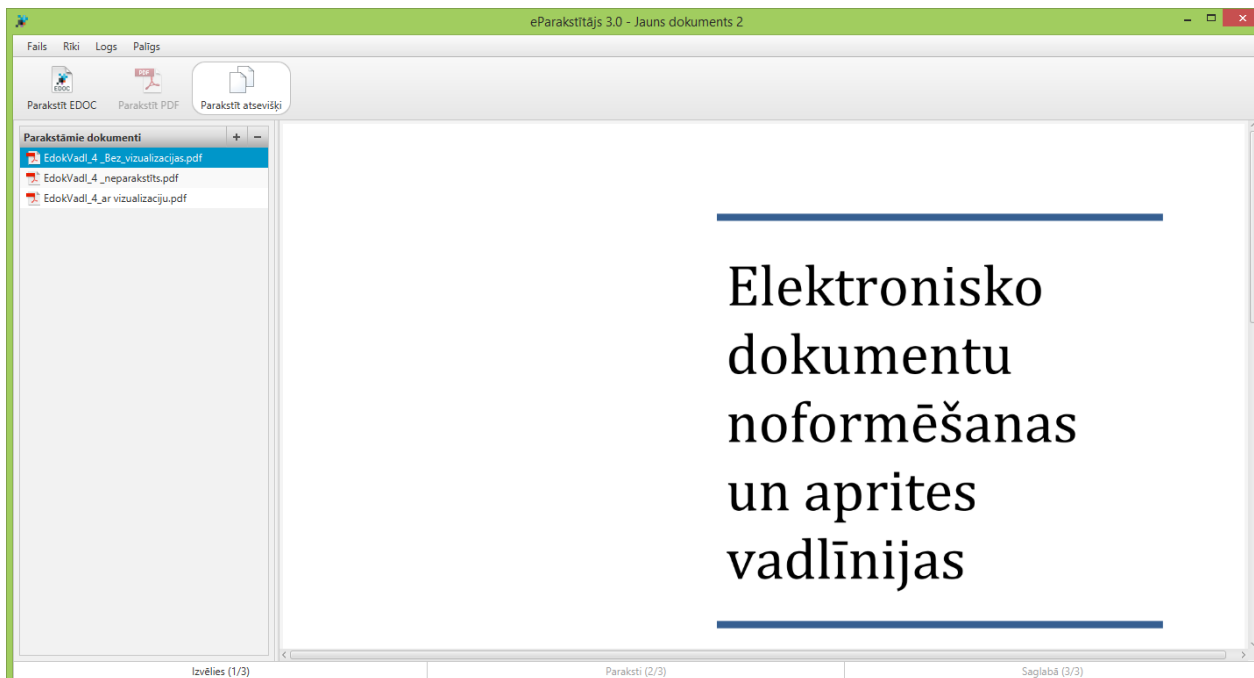 eParakstītājs 3.0 - Jauns dokuments 2
Fails Rīki Logs Palīgs
EDOC PDF
Parakstīt EDOC Parakstīt PDF Parakstīt atsevišķi
Parakstāmie dokumenti + −
EdokVadl_4 _Bez_vizualizacijas.pdf
EdokVadl_4 _neparakstīts.pdf
EdokVadl_4_ar vizualizaciju.pdf
Elektronisko
dokumentu
noformēšanas
un aprites
vadlīnijas
Izvēlies (1/3) Paraksti (2/3) Saglabā (3/3)